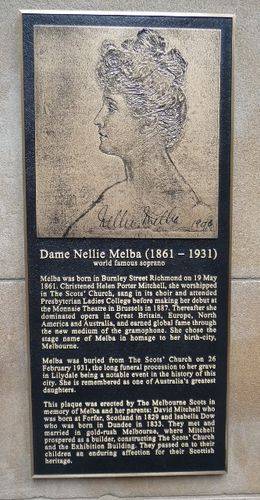 Nellie Melba
Dame Nellie Melba (1861 – 1931)
world famous soprano
Melba was born in Burnley Street Richmond on 19 May
1861. Christened Helen Porter Mitchell, she worshipped
in The Scots' Church, sang in its choir and attended
Presbyterian Ladies College before making her debut at
the Monnaie Theatre in Brussels in 1887. Thereafter she
dominated opera in Great Britain, Europe, North
America and Australia, and earned global fame through
the new medium of the gramophone. She chose the
stage name of Melba in homage to her birth-city,
Melbourne.
Melba was buried from The Scots' Church on 26
February 1931, the long funeral procession to her grave
in Lilydale being a notable event in the history of this
city. She is remembered as one of Australia's greatest
daughters.
This plaque was erected by The Melbourne Scots in
memory of Melba and her parents: David Mitchell who
was born at Forfar, Scotland in 1829 and Isabella Dow
who was born in Dundee in 1833. They met and
married in gold-rush Melbourne, where Mitchell
prospered as a builder, constructing The Scots' Church
and the Exhibition Building. They passed on to their
children an enduring affection for their Scottish
heritage.